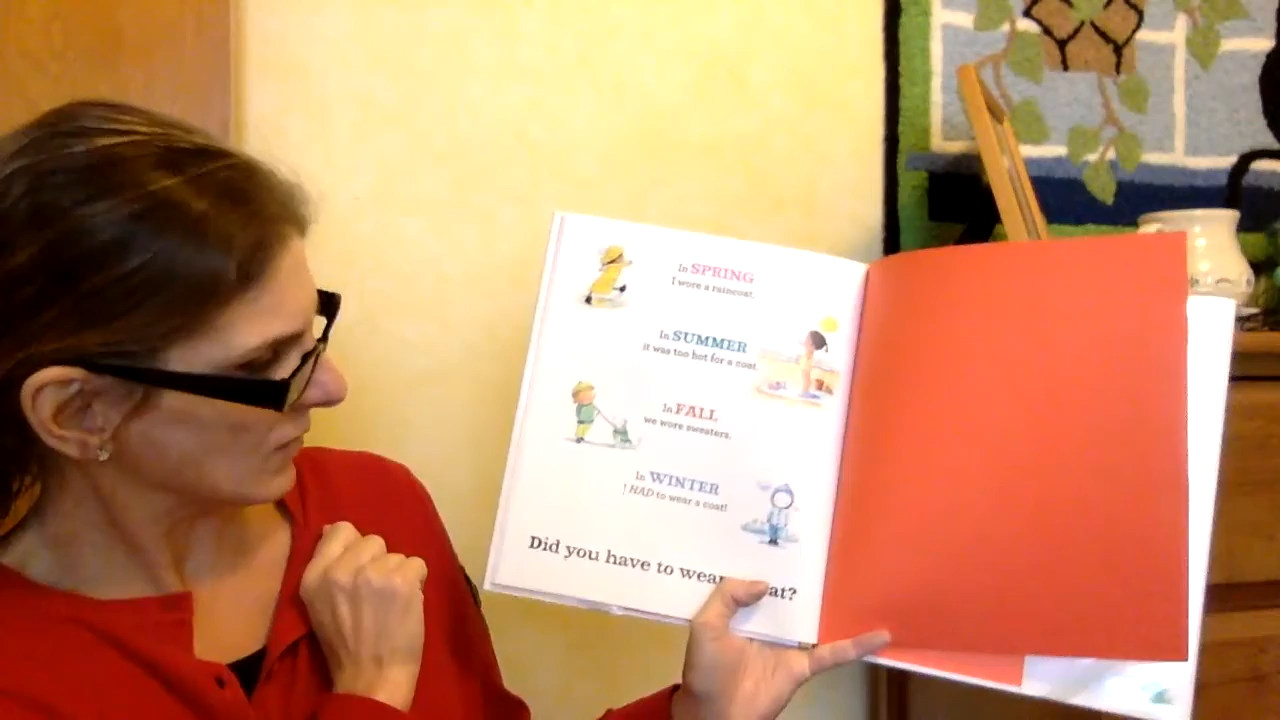 In SPRING
I wore a raincoat.
In SUMMER
it was too hot for a coat
In FALL
we wore sweaters.
In WINTER
I HAD to wear a coat!
Did you have to wear at?